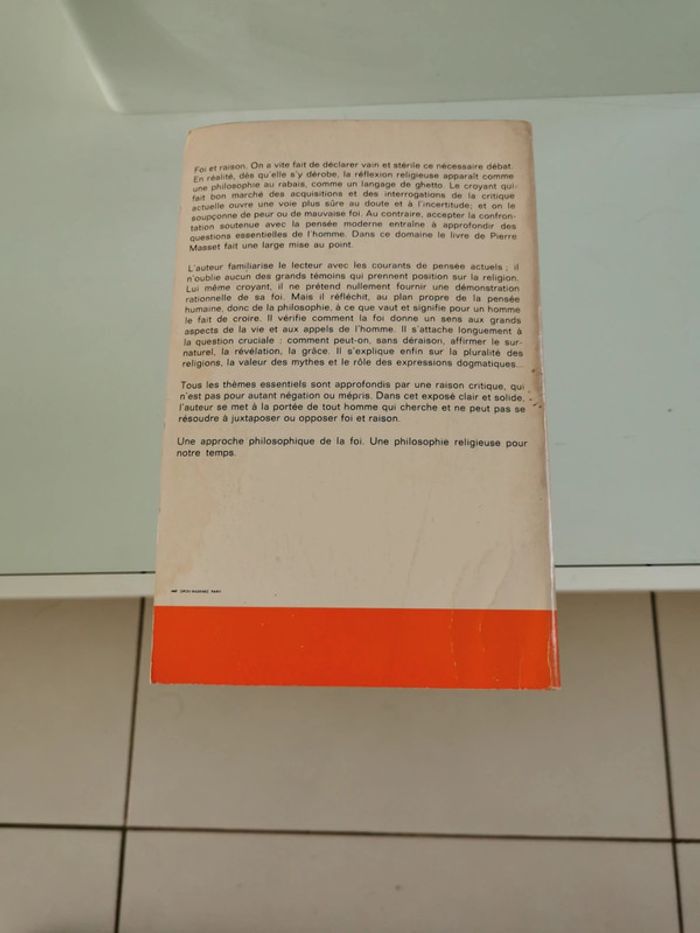 Foi et raison. On a vite fait de déclarer vain et stérile ce nécessaire débat.
En réalité, dès qu'elle s'y dérobe, la réflexion religieuse apparaît comme
une philosophie au rabais, comme un langage de ghetto. Le croyant qui
fait bon marché des acquisitions et des interrogations de la critique
actuelle ouvre une voie plus sûre au doute et à l'incertitude; et on le
soupçonne de peur ou de mauvaise foi. Au contraire, accepter la confron-
tation soutenue avec la pensée moderne entraîne à approfondir des
questions essentielles de l'homme. Dans ce domaine le livre de Pierre
Masset fait une large mise au point.
L'auteur familiarise le lecteur avec les courants de pensée actuels ; il
n'oublie aucun des grands témoins qui prennent position sur la religion.
Lui même croyant, il ne prétend nullement fournir une démonstration
rationnelle de sa foi. Mais il réfléchit, au plan propre de la pensée
humaine, donc de la philosophie, à ce que vaut et signifie pour un homme
le fait de croire. Il vérifie comment la foi donne un sens aux grands
aspects de la vie et aux appels de l'homme. Il s'attache longuement à
la question cruciale : comment peut-on, sans déraison, affirmer le sur-
naturel, la révélation, la grâce. Il s'explique enfin sur la pluralité des
religions, la valeur des mythes et le rôle des expressions dogmatiques...
Tous les thèmes essentiels sont approfondis par une raison critique, qui
n'est pas pour autant négation ou mépris. Dans cet exposé clair et solide,
l'auteur se met à la portée de tout homme qui cherche et ne peut pas se
résoudre à juxtaposer ou opposer foi et raison.
Une approche philosophique de la foi. Une philosophie religieuse pour
notre temps.